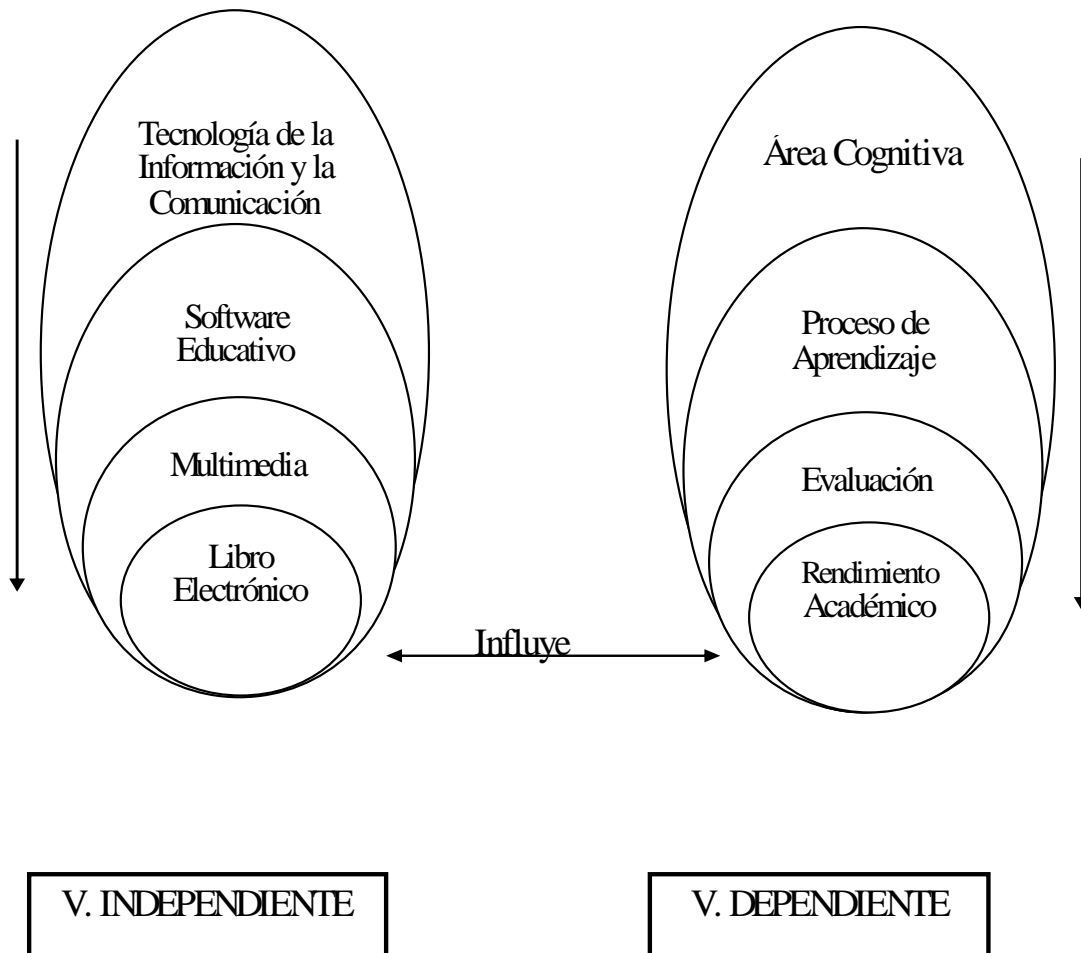 Tecnología de la
Información y la
Comunicación
Software
Educativo
Multimedia
Libro
Electrónico
Influye
Área Cognitiva
Proceso de
Aprendizaje
Evaluación
Rendimiento
Académico
V. INDEPENDIENTE
V. DEPENDIENTE